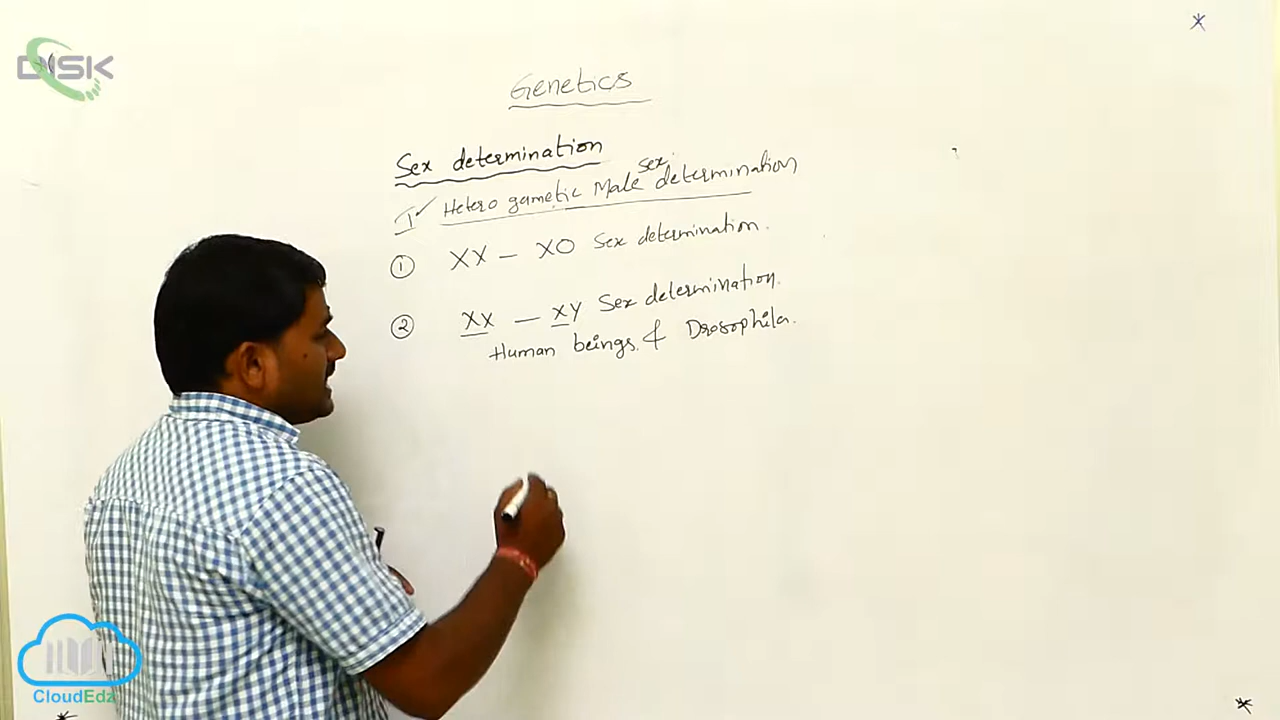 DISK
Genetics
Sex determination
I ✓ Hetero gametic Male sex determination
① XX – XO Sex determination.
② XX – XY Sex determination.
Human beings. & Drosophila.
CloudEdz